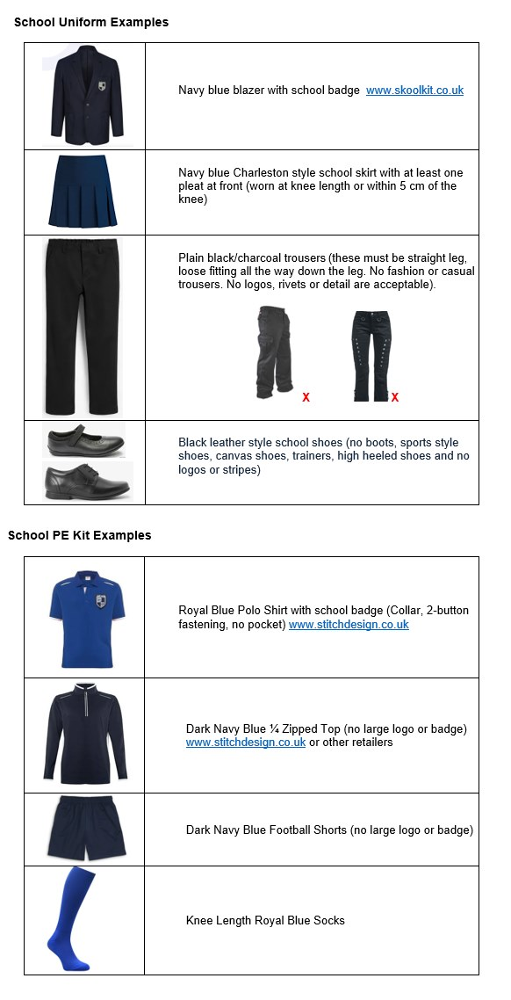 School Uniform Examples
Navy blue blazer with school badge  www.skoolkit.co.uk
Navy blue Charleston style school skirt with at least one
pleat at front (worn at knee length or within 5 cm of the
knee)
Plain black/charcoal trousers (these must be straight leg,
loose fitting all the way down the leg. No fashion or casual
trousers. No logos, rivets or detail are acceptable).
X X
Black leather style school shoes (no boots, sports style
shoes, canvas shoes, trainers, high heeled shoes and no
logos or stripes)
School PE Kit Examples
Royal Blue Polo Shirt with school badge (Collar, 2-button
fastening, no pocket) www.stitchdesign.co.uk
Dark Navy Blue ¼ Zipped Top (no large logo or badge)
www.stitchdesign.co.uk or other retailers
Dark Navy Blue Football Shorts (no large logo or badge)
Knee Length Royal Blue Socks